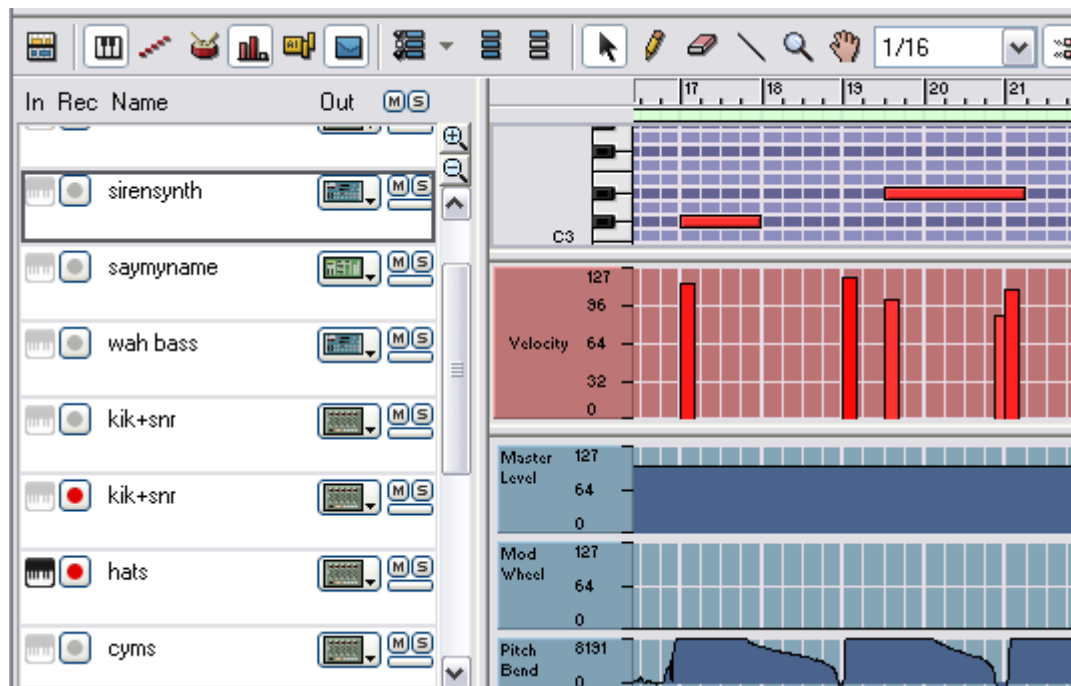 1/16
In Rec Name Out M S
17 18 19 20 21
sirensynth M S
C3
saymyname M S
Velocity 127 96 64 32 0
wah bass M S
kik+snr M S
Master Level 127 64 0
kik+snr M S
hats M S
Mod Wheel 127 64 0
cyms M S
Pitch Bend 8191 0